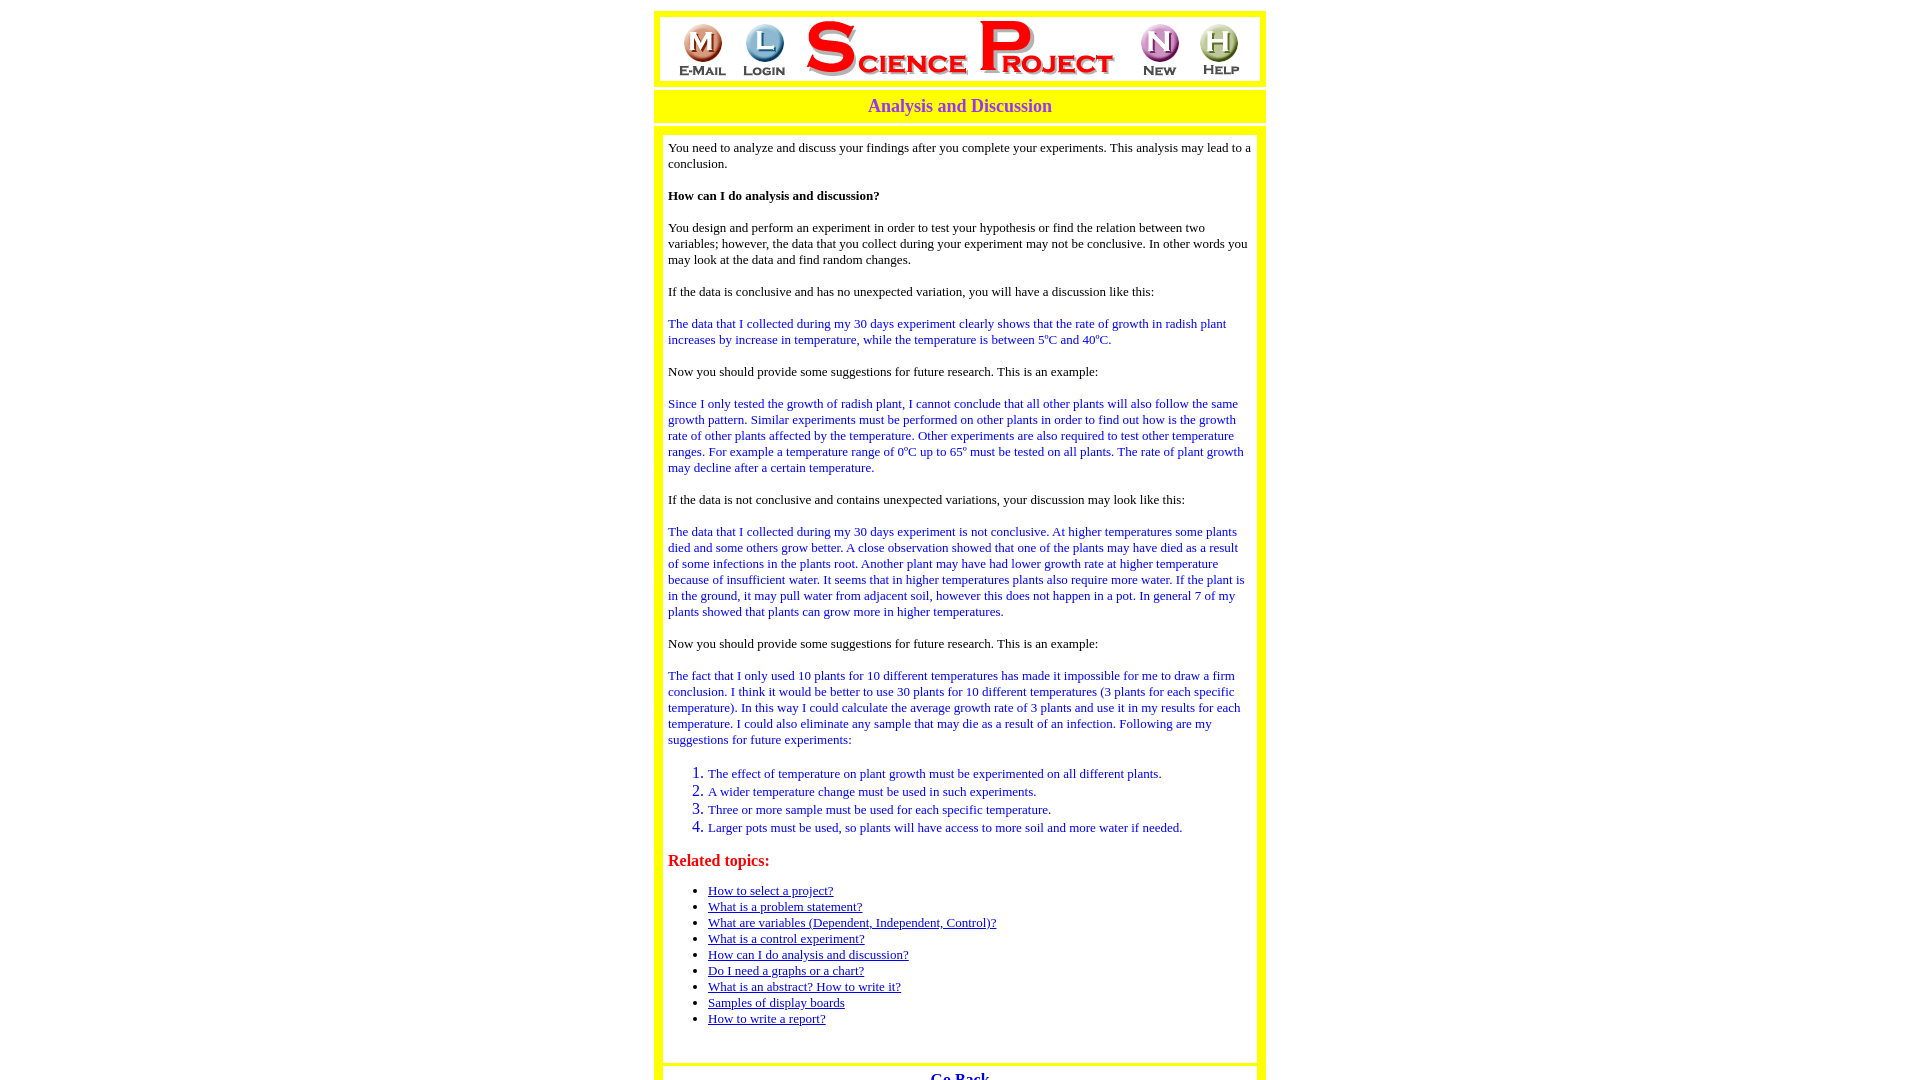 M L Science Project N H
E-Mail Login New Help
Analysis and Discussion
You need to analyze and discuss your findings after you complete your experiments. This analysis may lead to a
conclusion.
How can I do analysis and discussion?
You design and perform an experiment in order to test your hypothesis or find the relation between two
variables; however, the data that you collect during your experiment may not be conclusive. In other words you
may look at the data and find random changes.
If the data is conclusive and has no unexpected variation, you will have a discussion like this:
The data that I collected during my 30 days experiment clearly shows that the rate of growth in radish plant
increases by increase in temperature, while the temperature is between 5ºC and 40ºC.
Now you should provide some suggestions for future research. This is an example:
Since I only tested the growth of radish plant, I cannot conclude that all other plants will also follow the same
growth pattern. Similar experiments must be performed on other plants in order to find out how is the growth
rate of other plants affected by the temperature. Other experiments are also required to test other temperature
ranges. For example a temperature range of 0ºC up to 65º must be tested on all plants. The rate of plant growth
may decline after a certain temperature.
If the data is not conclusive and contains unexpected variations, your discussion may look like this:
The data that I collected during my 30 days experiment is not conclusive. At higher temperatures some plants
died and some others grow better. A close observation showed that one of the plants may have died as a result
of some infections in the plants root. Another plant may have had lower growth rate at higher temperature
because of insufficient water. It seems that in higher temperatures plants also require more water. If the plant is
in the ground, it may pull water from adjacent soil, however this does not happen in a pot. In general 7 of my
plants showed that plants can grow more in higher temperatures.
Now you should provide some suggestions for future research. This is an example:
The fact that I only used 10 plants for 10 different temperatures has made it impossible for me to draw a firm
conclusion. I think it would be better to use 30 plants for 10 different temperatures (3 plants for each specific
temperature). In this way I could calculate the average growth rate of 3 plants and use it in my results for each
temperature. I could also eliminate any sample that may die as a result of an infection. Following are my
suggestions for future experiments:
1. The effect of temperature on plant growth must be experimented on all different plants.
2. A wider temperature change must be used in such experiments.
3. Three or more sample must be used for each specific temperature.
4. Larger pots must be used, so plants will have access to more soil and more water if needed.
Related topics:
• How to select a project?
• What is a problem statement?
• What are variables (Dependent, Independent, Control)?
• What is a control experiment?
• How can I do analysis and discussion?
• Do I need a graphs or a chart?
• What is an abstract? How to write it?
• Samples of display boards
• How to write a report?
Go Back